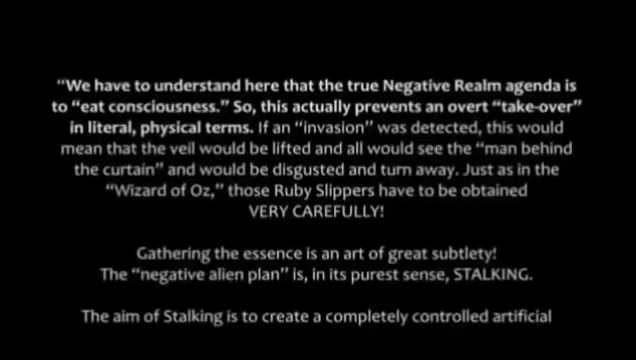 “We have to understand here that the true Negative Realm agenda is
to “eat consciousness.” So, this actually prevents an overt “take-over”
in literal, physical terms. If an “invasion” was detected, this would
mean that the veil would be lifted and all would see the “man behind
the curtain” and would be disgusted and turn away. Just as in the
“Wizard of Oz,” those Ruby Slippers have to be obtained
VERY CAREFULLY!
Gathering the essence is an art of great subtlety!
The “negative alien plan” is, in its purest sense, STALKING.
The aim of Stalking is to create a completely controlled artificial